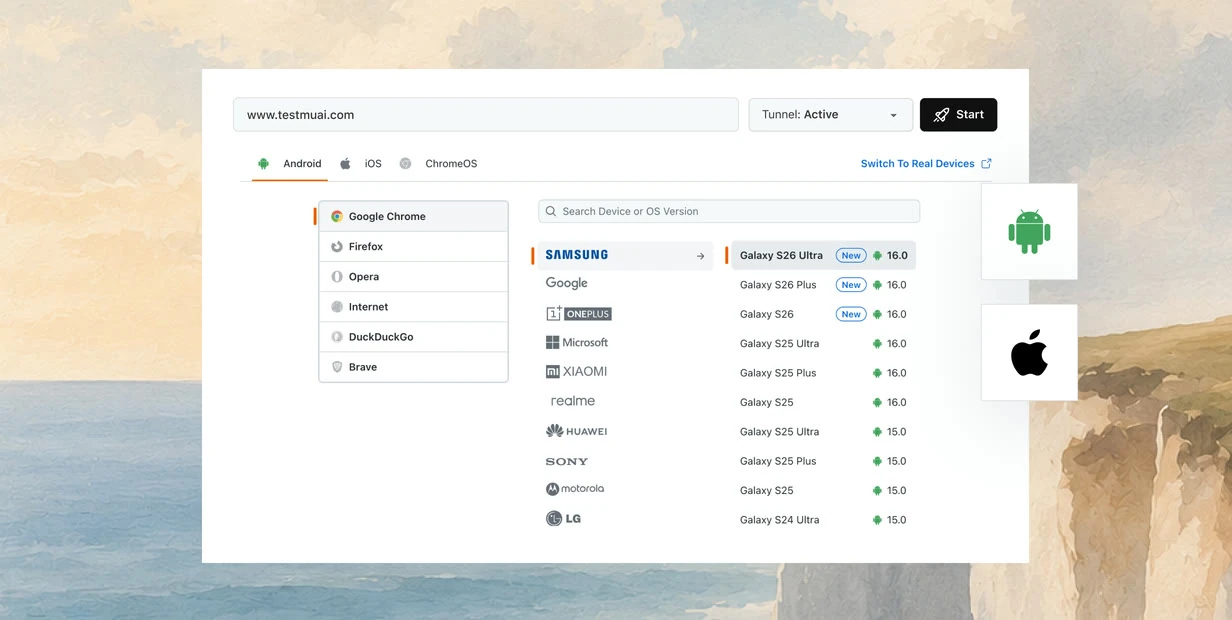 www.testmuai.com
Tunnel: Active
Start
Android
iOS
ChromeOS
Switch To Real Devices
Google Chrome
Firefox
Opera
Internet
DuckDuckGo
Brave
Search Device or OS Version
SAMSUNG
Google
1+ ONEPLUS
Microsoft
mi XIAOMI
realme
HUAWEI
SONY
motorola
LG
Galaxy S26 Ultra New 16.0
Galaxy S26 Plus New 16.0
Galaxy S26 New 16.0
Galaxy S25 Ultra 16.0
Galaxy S25 Plus 16.0
Galaxy S25 16.0
Galaxy S25 Ultra 15.0
Galaxy S25 Plus 15.0
Galaxy S25 15.0
Galaxy S24 Ultra 15.0